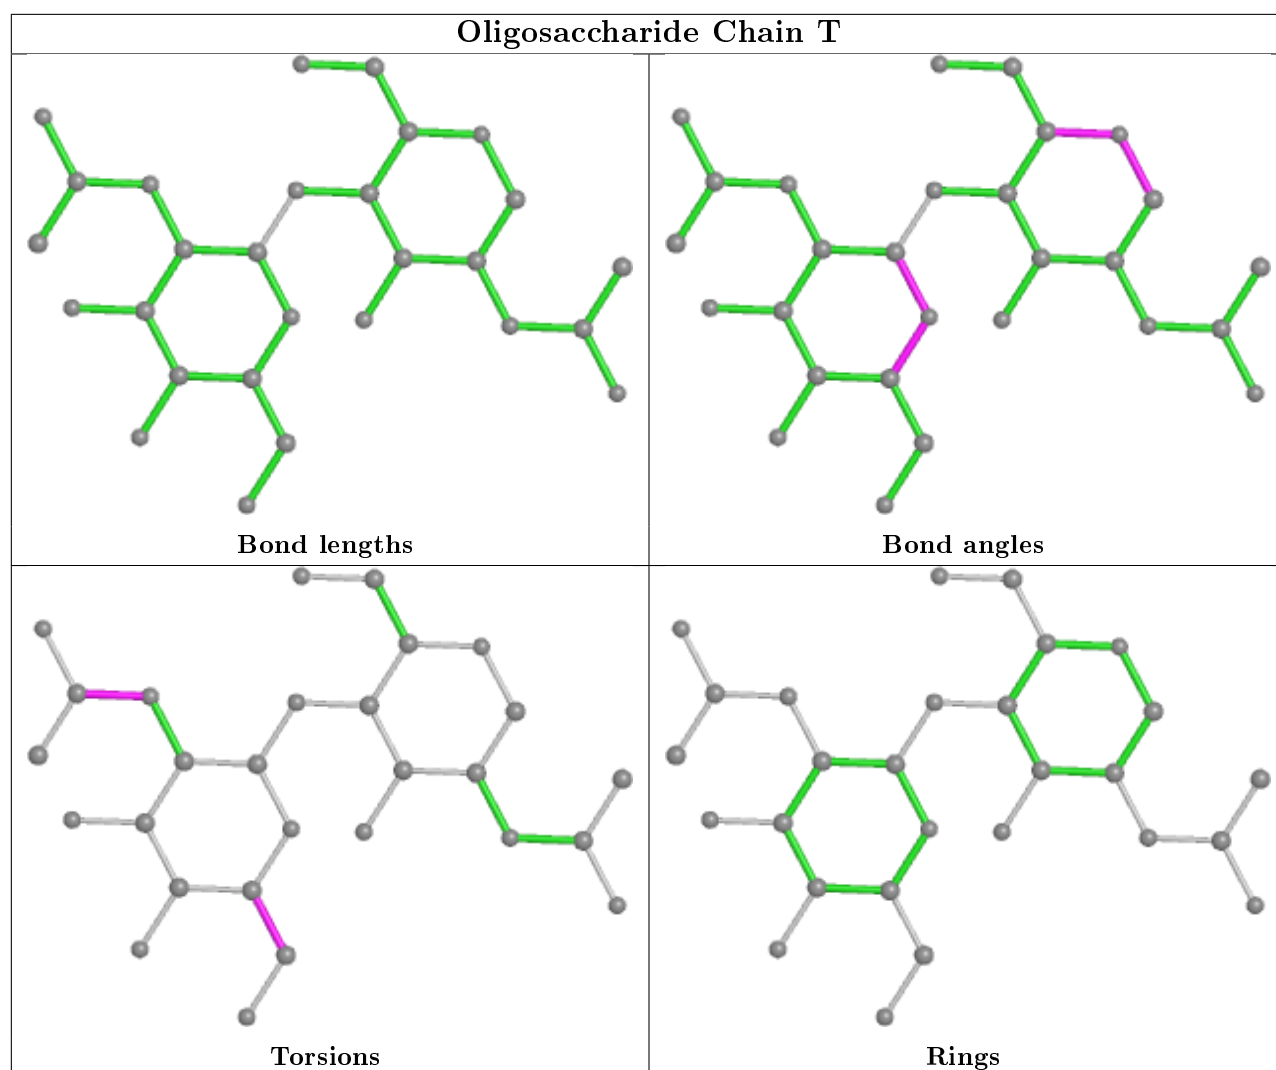 Oligosaccharide Chain T
Bond lengths
Bond angles
Torsions
Rings